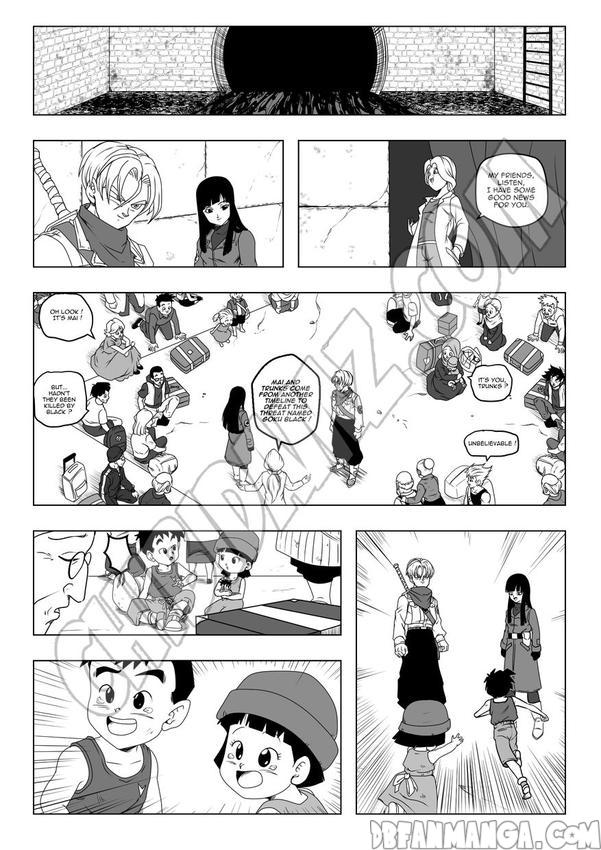 MY FRIENDS,
LISTEN,
I HAVE SOME
GOOD NEWS
FOR YOU.
OH LOOK !
IT'S MAI !
BUT...
HADN'T
THEY BEEN
KILLED BY
BLACK ?
MAI AND
TRUNKS COME
FROM ANOTHER
TIMELINE TO
DEFEAT THIS
THREAT NAMED
GOKU BLACK !
IT'S YOU,
TRUNKS ?
UNBELIEVABLE !
CHRIDAMZ.COM
DBFANMANGA.COM